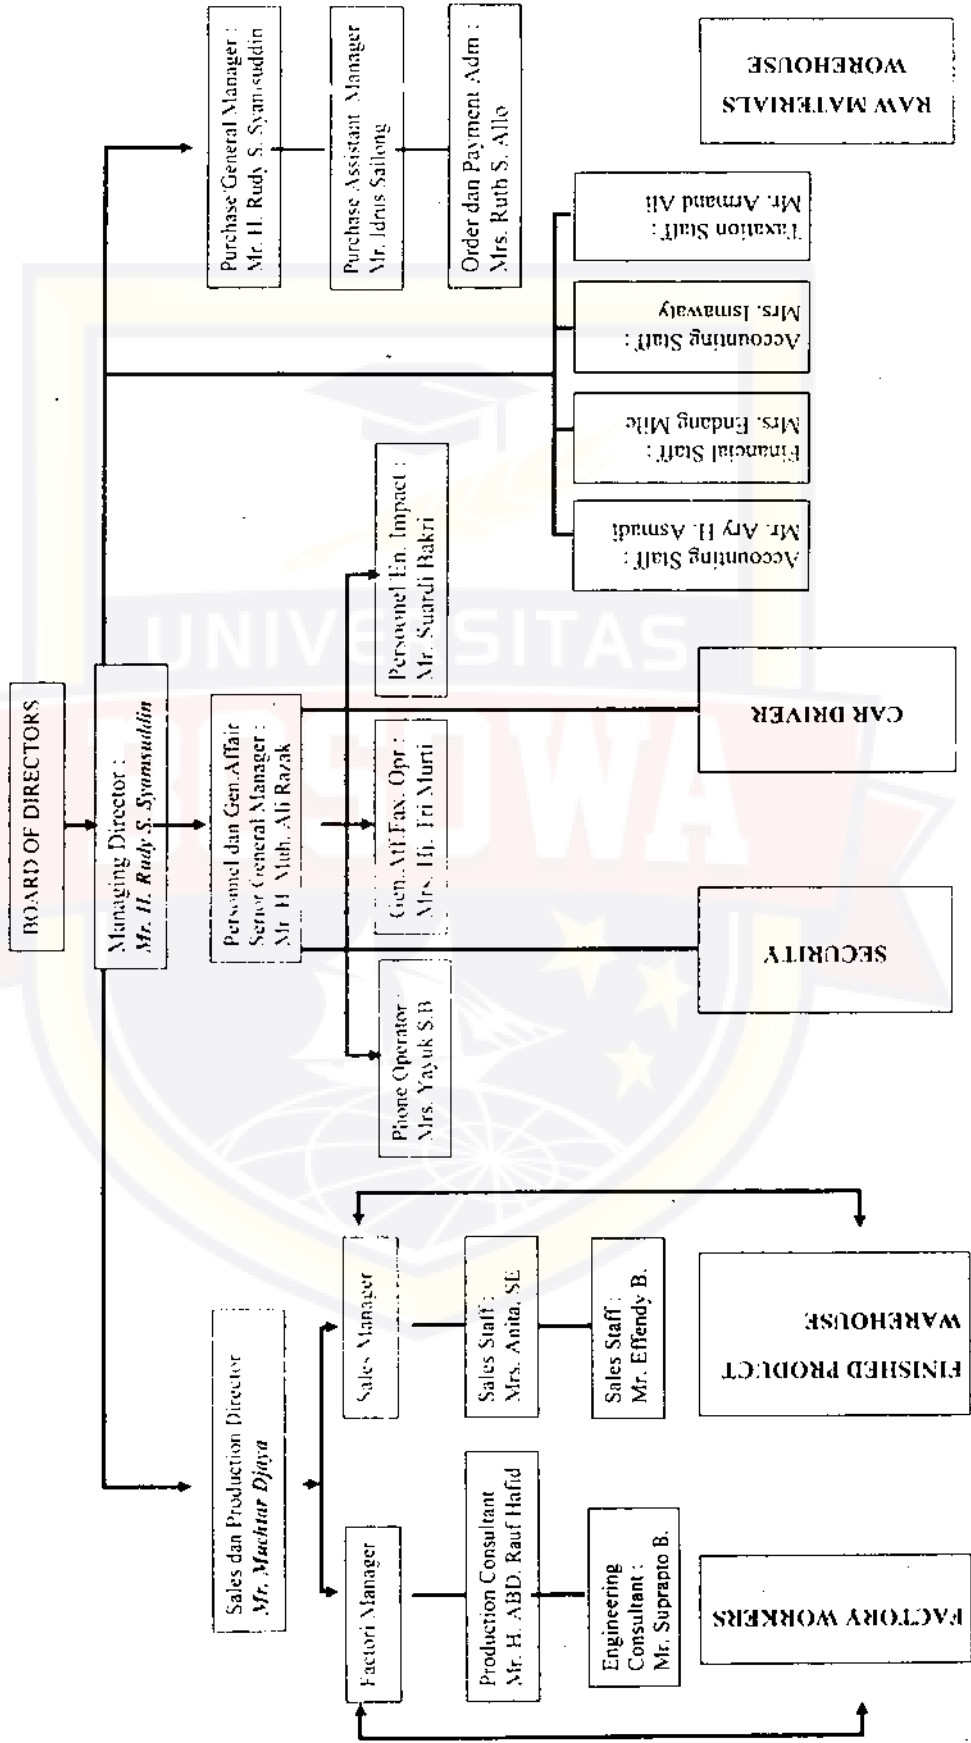 BOARD OF DIRECTORS
Managing Director :
Mr. H. Rudy S. Syamsuddin
Sales dan Production Director
Mr. Muchtar Djaya
Personnel dan Gen.Affair
Senior General Manager :
Mr. H. Muh. Ali Razak
Purchase General Manager :
Mr. H. Rudy S. Syamsuddin
Factori Manager
Sales Manager
Phone Operator :
Mrs. Yayuk S.B
Gen.Aff.Fax. Opr :
Mrs. Hj. Tri Murti
Personnel En. Impact :
Mr. Suardi Bakri
Purchase Assistant Manager
Mr. Idrus Sallong
Production Consultant
Mr. H. ABD. Rauf Hafid
Sales Staff :
Mrs. Anita, SE
Order dan Payment Adm :
Mrs. Ruth S. Allo
Engineering
Consultant :
Mr. Suprapto B.
Sales Staff :
Mr. Effendy B.
Accounting Staff :
Mr. Ary H. Asmadi
Financial Staff :
Mrs. Endang Mile
Accounting Staff :
Mrs. Ismawaty
Taxation Staff :
Mr. Armand Ali
FACTORY WORKERS
FINISHED PRODUCT
WAREHOUSE
SECURITY
CAR DRIVER
RAW MATERIALS
WOREHOUSE
UNIVERSITAS
BOSOWA